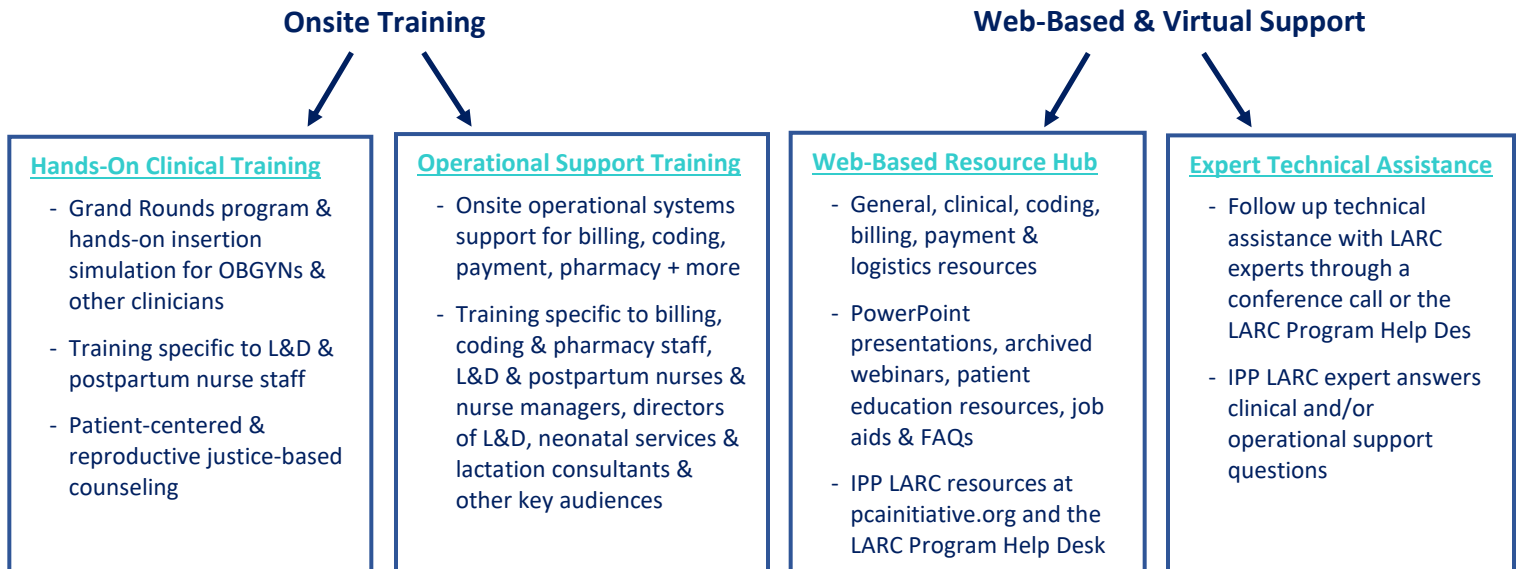 Onsite Training
Web-Based & Virtual Support
Hands-On Clinical Training
- Grand Rounds program &
hands-on insertion
simulation for OBGYNs &
other clinicians
- Training specific to L&D &
postpartum nurse staff
- Patient-centered &
reproductive justice-based
counseling
Operational Support Training
- Onsite operational systems
support for billing, coding,
payment, pharmacy + more
- Training specific to billing,
coding & pharmacy staff,
L&D & postpartum nurses &
nurse managers, directors
of L&D, neonatal services &
lactation consultants &
other key audiences
Web-Based Resource Hub
- General, clinical, coding,
billing, payment &
logistics resources
- PowerPoint
presentations, archived
webinars, patient
education resources, job
aids & FAQs
- IPP LARC resources at
pcainitiative.org and the
LARC Program Help Desk
Expert Technical Assistance
- Follow up technical
assistance with LARC
experts through a
conference call or the
LARC Program Help Des
- IPP LARC expert answers
clinical and/or
operational support
questions